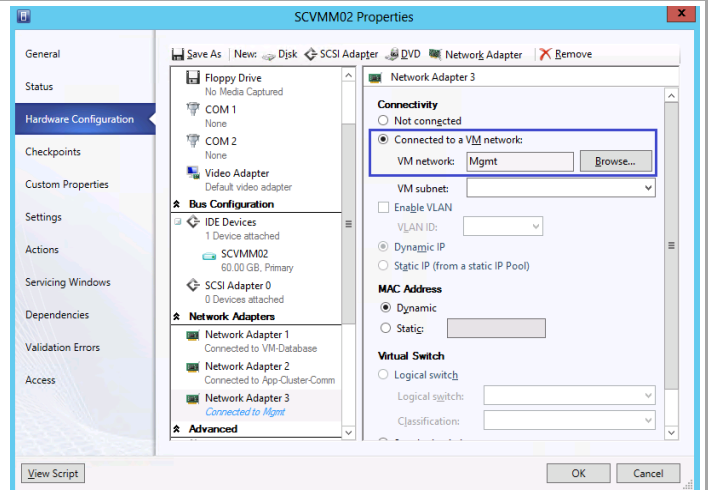 SCVMM02 Properties
x
General
Status
Hardware Configuration
Checkpoints
Custom Properties
Settings
Actions
Servicing Windows
Dependencies
Validation Errors
Access
Save As New: Disk SCSI Adapter DVD Network Adapter Remove
Floppy Drive
No Media Captured
COM 1
None
COM 2
None
Video Adapter
Default video adapter
Bus Configuration
IDE Devices
1 Device attached
SCVMM02
60.00 GB, Primary
SCSI Adapter 0
0 Devices attached
Network Adapters
Network Adapter 1
Connected to VM-Database
Network Adapter 2
Connected to App-Cluster-Comm
Network Adapter 3
Connected to Mgmt
Advanced
Network Adapter 3
Connectivity
Not connected
Connected to a VM network:
VM network: Mgmt Browse...
VM subnet:
Enable VLAN
VLAN ID:
Dynamic IP
Static IP (from a static IP Pool)
MAC Address
Dynamic
Static:
Virtual Switch
Logical switch
Logical switch:
Classification:
View Script
OK Cancel